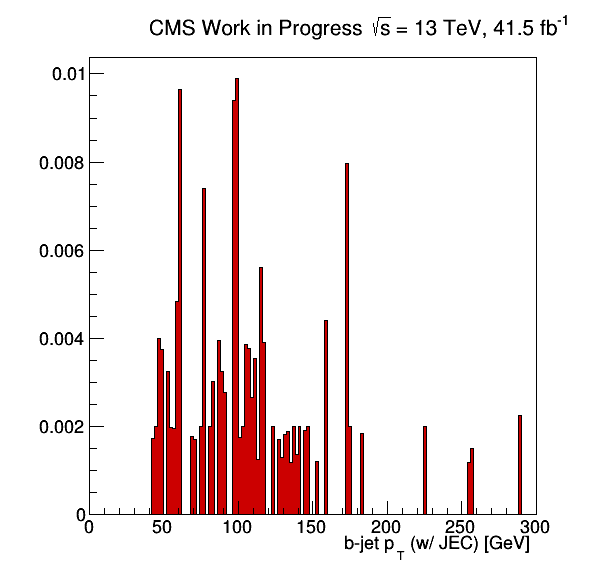 CMS Work in Progress √s = 13 TeV, 41.5 fb⁻¹
0.01
0.008
0.006
0.004
0.002
0
0 50 100 150 200 250 300
b-jet p_T (w/ JEC) [GeV]